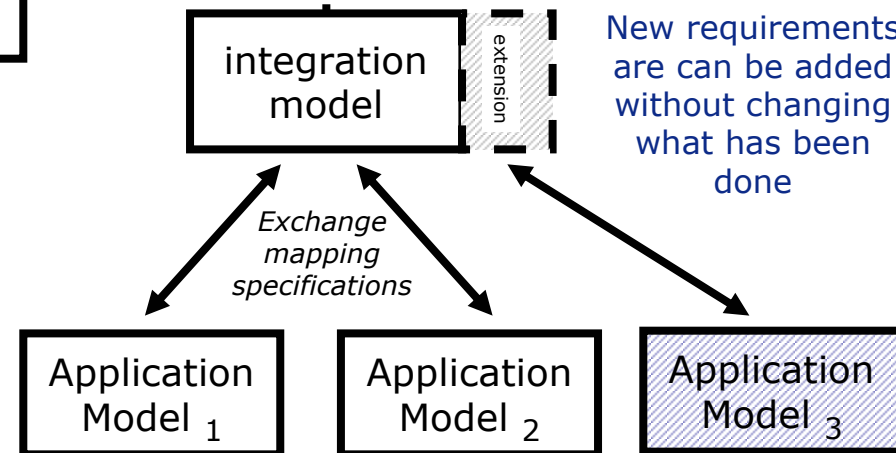 integration
model
extension
New requirements
are can be added
without changing
what has been
done
Exchange
mapping
specifications
Application
Model 1
Application
Model 2
Application
Model 3